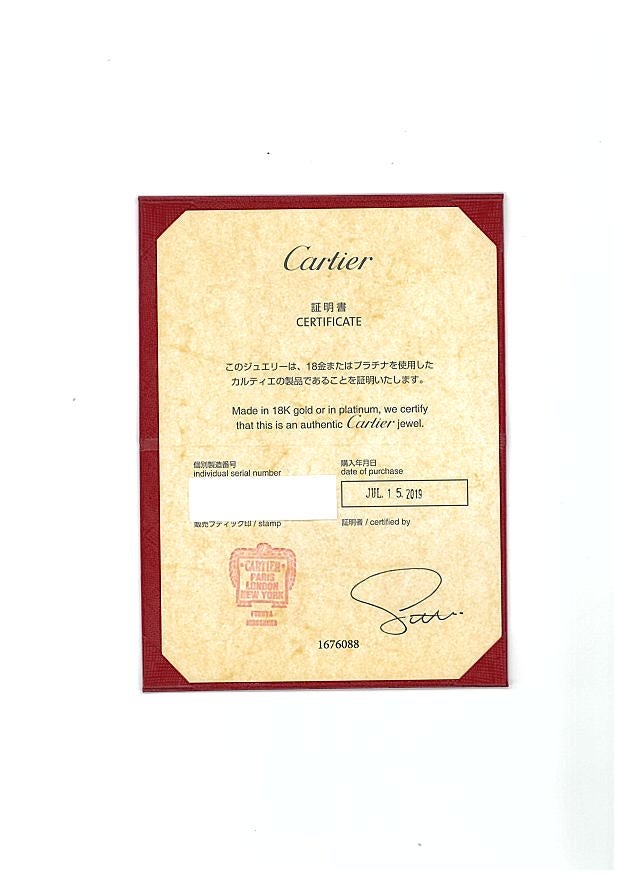 Cartier
証明書
CERTIFICATE
このジュエリーは、18金またはプラチナを使用した
カルティエの製品であることを証明いたします。
Made in 18K gold or in platinum, we certify
that this is an authentic Cartier jewel.
個別製造番号
individual serial number
購入年月日
date of purchase
JUL. 15. 2019
販売ブティック印 / stamp
証明者 / certified by
CARTIER
PARIS
LONDON
NEW YORK
1676088